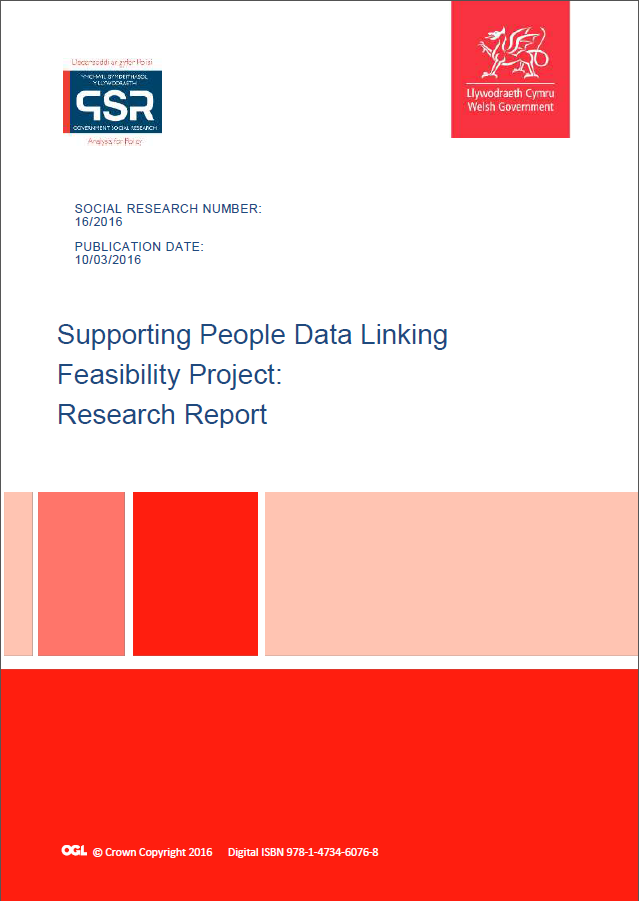 Dadansoddi ar gyfer Polisi
YMCHWIL GYMDEITHASOL
Y LLYWODRAETH
GSR
GOVERNMENT SOCIAL RESEARCH
Analysis for Policy
Llywodraeth Cymru
Welsh Government
SOCIAL RESEARCH NUMBER:
16/2016
PUBLICATION DATE:
10/03/2016
Supporting People Data Linking
Feasibility Project:
Research Report
OGL © Crown Copyright 2016 Digital ISBN 978-1-4734-6076-8